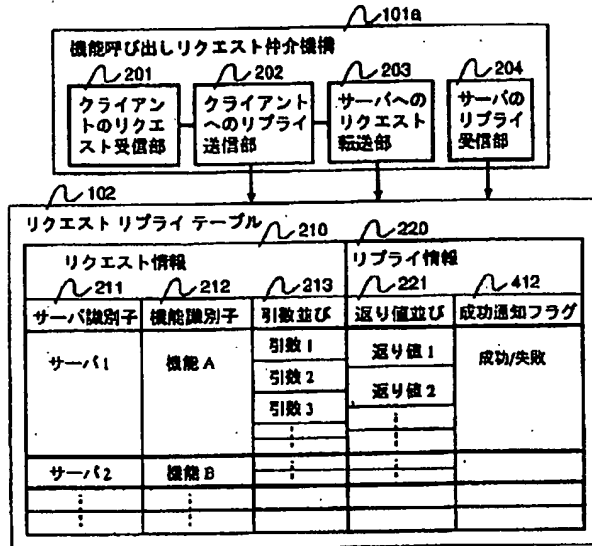 101a
機能呼び出しリクエスト仲介機構
201
202
203
204
クライアン
トのリクエ
スト受信部
クライアント
へのリプライ
送信部
サーバへの
リクエスト
転送部
サーバの
リプライ
受信部
102
リクエスト リプライ テーブル
210
220
リクエスト情報
リプライ情報
211
212
213
221
412
サーバ識別子
機能識別子
引数並び
返り値並び
成功通知フラグ
サーバ1
機能A
引数1
引数2
引数3
返り値1
返り値2
成功/失敗
サーバ2
機能B